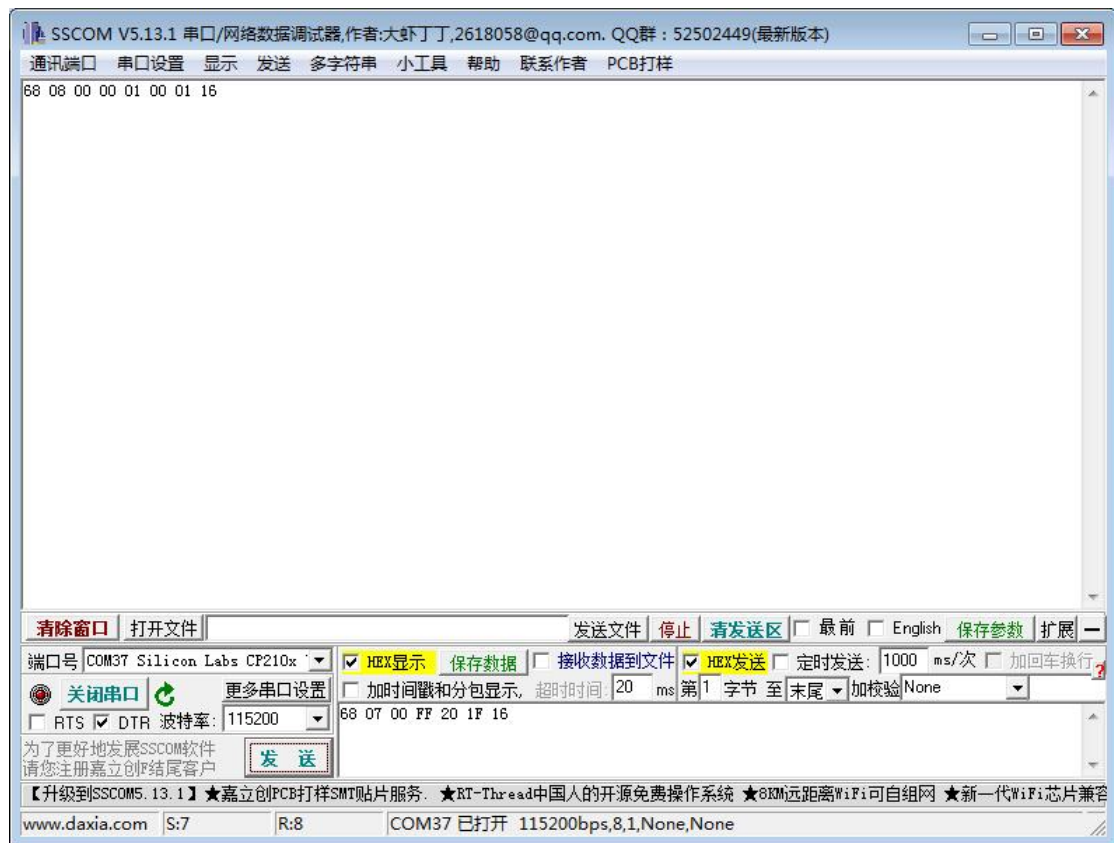 SSCOM V5.13.1 串口/网络数据调试器,作者:大虾丁丁,2618058@qq.com. QQ群：52502449(最新版本)
通讯端口 串口设置 显示 发送 多字符串 小工具 帮助 联系作者 PCB打样
68 08 00 00 01 00 01 16
清除窗口 打开文件 发送文件 停止 清发送区 最前 English 保存参数 扩展 —
端口号 COM37 Silicon Labs CP210x HEX显示 保存数据 接收数据到文件 HEX发送 定时发送: 1000 ms/次 加回车换行 ?
关闭串口 更多串口设置 加时间戳和分包显示, 超时时间: 20 ms 第 1 字节 至 末尾 加校验 None
RTS DTR 波特率: 115200 68 07 00 FF 20 1F 16
为了更好地发展SSCOM软件
请您注册嘉立创F结尾客户 发 送
【升级到SSCOM5.13.1】★嘉立创PCB打样SMT贴片服务. ★RT-Thread中国人的开源免费操作系统 ★8KM远距离WiFi可自组网 ★新一代WiFi芯片兼容
www.daxia.com S:7 R:8 COM37 已打开 115200bps,8,1,None,None